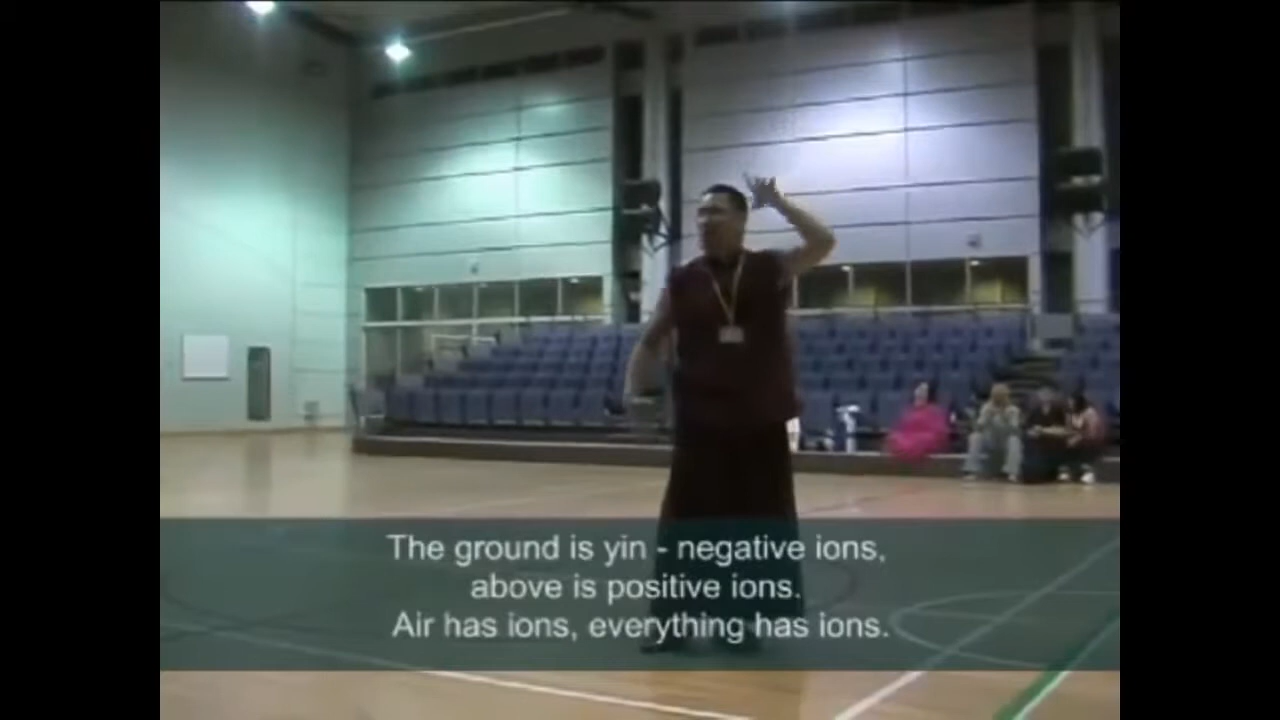 The ground is yin - negative ions,
above is positive ions.
Air has ions, everything has ions.